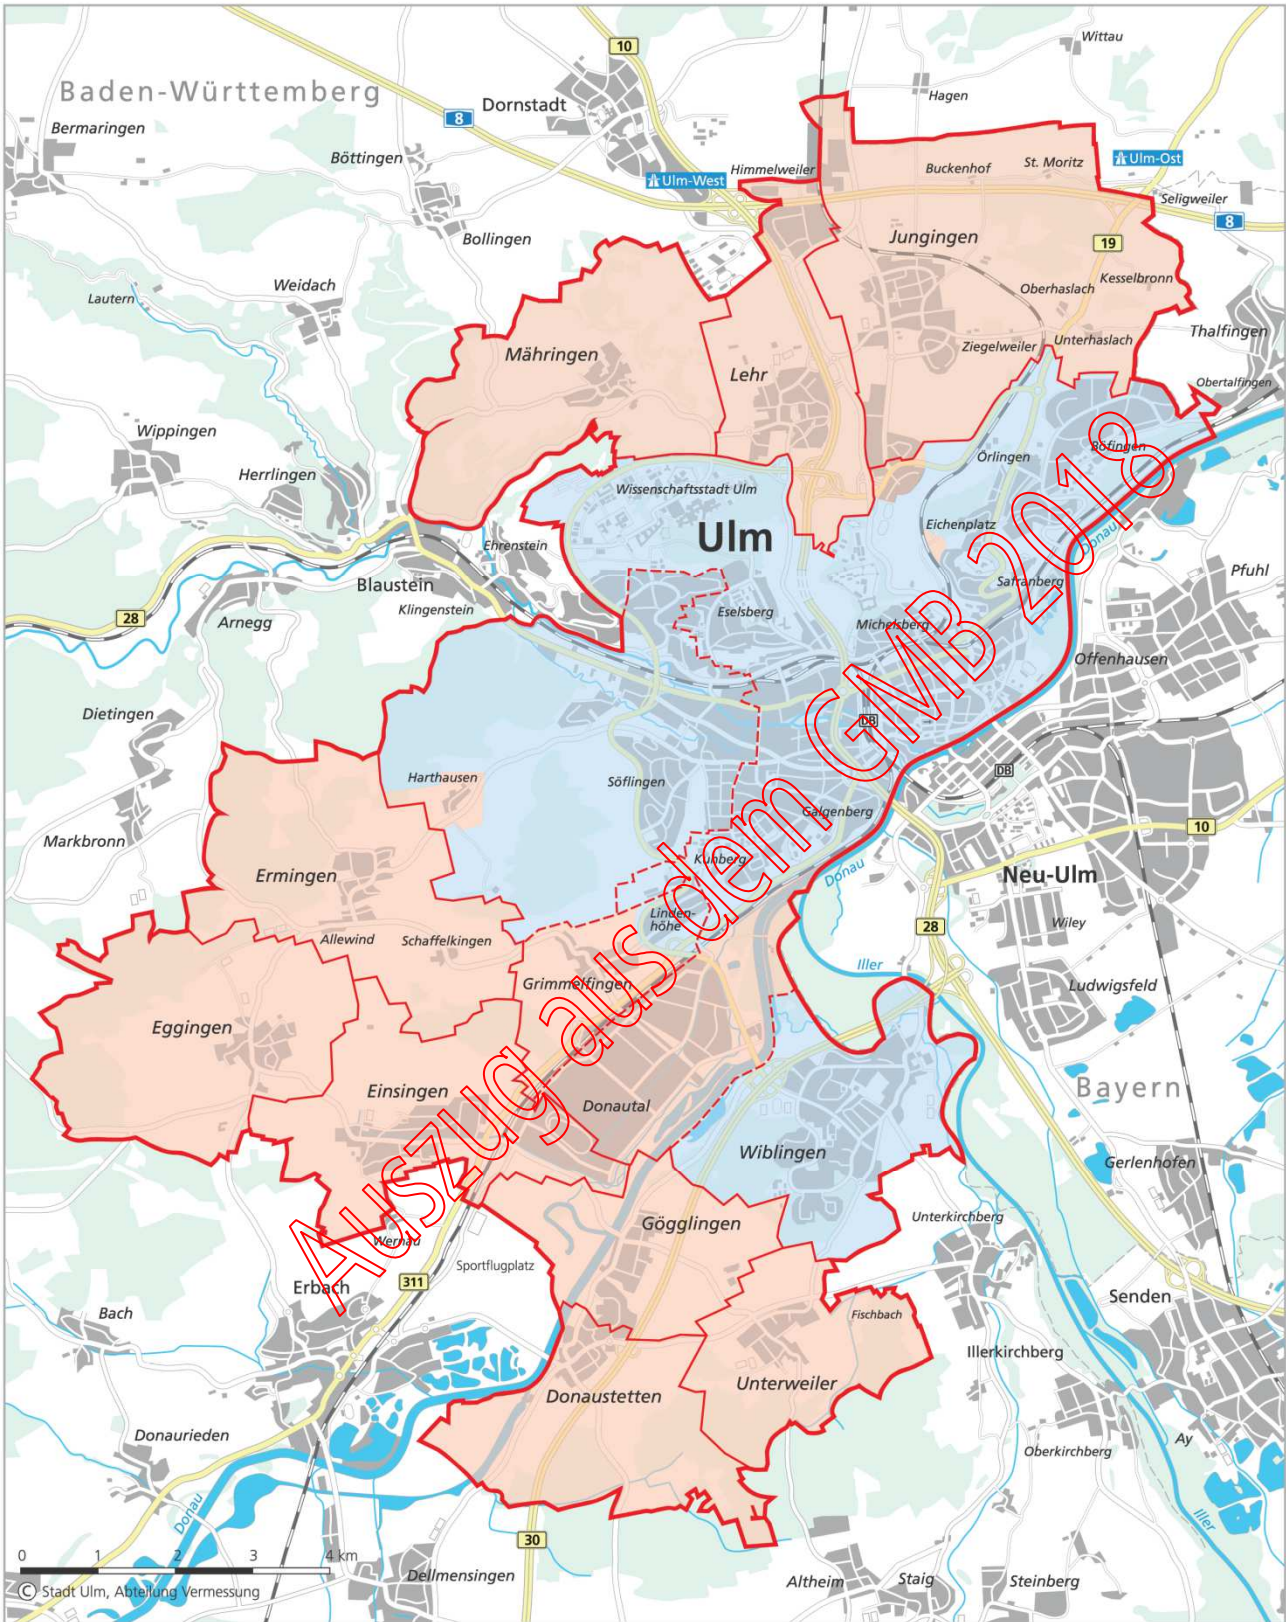 Wittau
10
Baden-Württemberg
Hagen
Dornstadt
8
Bermaringen
Böttingen
Ulm-Ost
Himmelweiler
Buckenhof
St. Moritz
Ulm-West
Seligweiler
8
Bollingen
Jungingen
19
Weidach
Lautern
Oberhaslach
Kesselbronn
Thalfingen
Mähringen
Ziegelweiler
Unterhaslach
Lehr
Obertalfingen
Wippingen
Böfingen
Örlingen
Herrlingen
Wissenschaftsstadt Ulm
Eichenplatz
Ulm
Donau
Ehrenstein
Pfuhl
Blaustein
Safranberg
Klingenstein
Eselsberg
28
Arnegg
Michelsberg
Offenhausen
Dietingen
DB
DB
Harthausen
Söflingen
Galgenberg
10
Markbronn
Kuhberg
Donau
Ermingen
Neu-Ulm
Linden-
höhe
Wiley
28
Allewind
Schaffelkingen
Iller
Grimmelfingen
Ludwigsfeld
Eggingen
Einsingen
Bayern
Donautal
Wiblingen
Gerlenhofen
Gögglingen
Unterkirchberg
Wernau
Sportflugplatz
311
Erbach
Senden
Bach
Fischbach
Illerkirchberg
Unterweiler
Donaustetten
Donaurieden
Ay
Oberkirchberg
Donau
Iller
30
0 1 2 3 4 km
Dellmensingen
Altheim
Staig
Steinberg
© Stadt Ulm, Abteilung Vermessung
Auszug aus dem GMB 2018